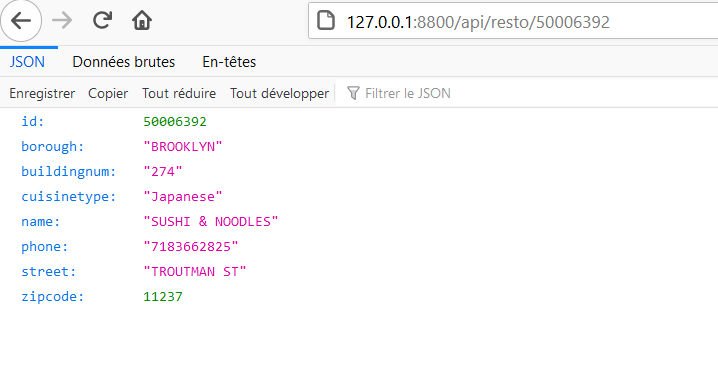 127.0.0.1:8800/api/resto/50006392
JSON Données brutes En-têtes
Enregistrer Copier Tout réduire Tout développer Filtrer le JSON
id: 50006392
borough: "BROOKLYN"
buildingnum: "274"
cuisinetype: "Japanese"
name: "SUSHI & NOODLES"
phone: "7183662825"
street: "TROUTMAN ST"
zipcode: 11237